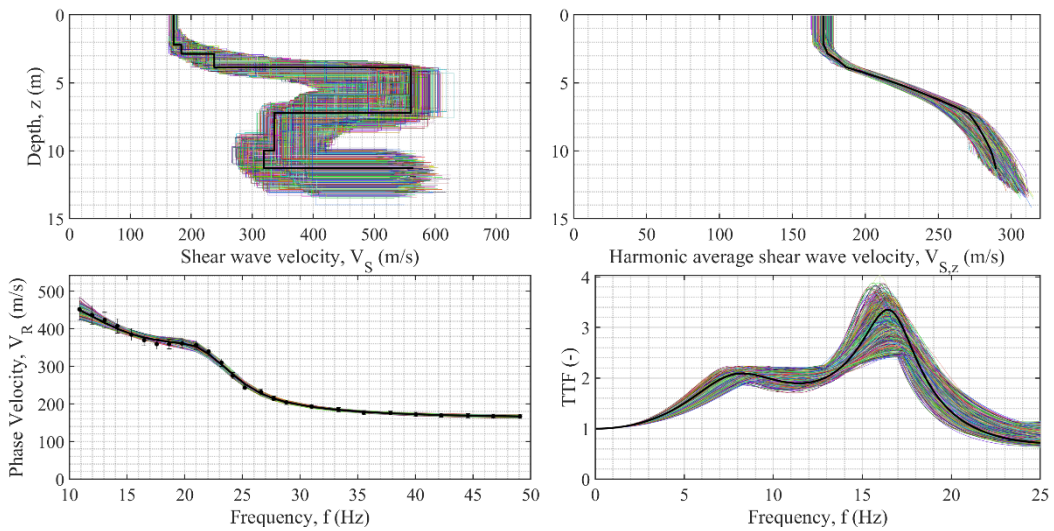 0
5
10
15
Depth, z (m)
0 100 200 300 400 500 600 700
Shear wave velocity, V_S (m/s)
0
5
10
15
0 50 100 150 200 250 300
Harmonic average shear wave velocity, V_S,z (m/s)
500
400
300
200
100
0
Phase Velocity, V_R (m/s)
10 15 20 25 30 35 40 45 50
Frequency, f (Hz)
4
3
2
1
0
TTF (-)
0 5 10 15 20 25
Frequency, f (Hz)